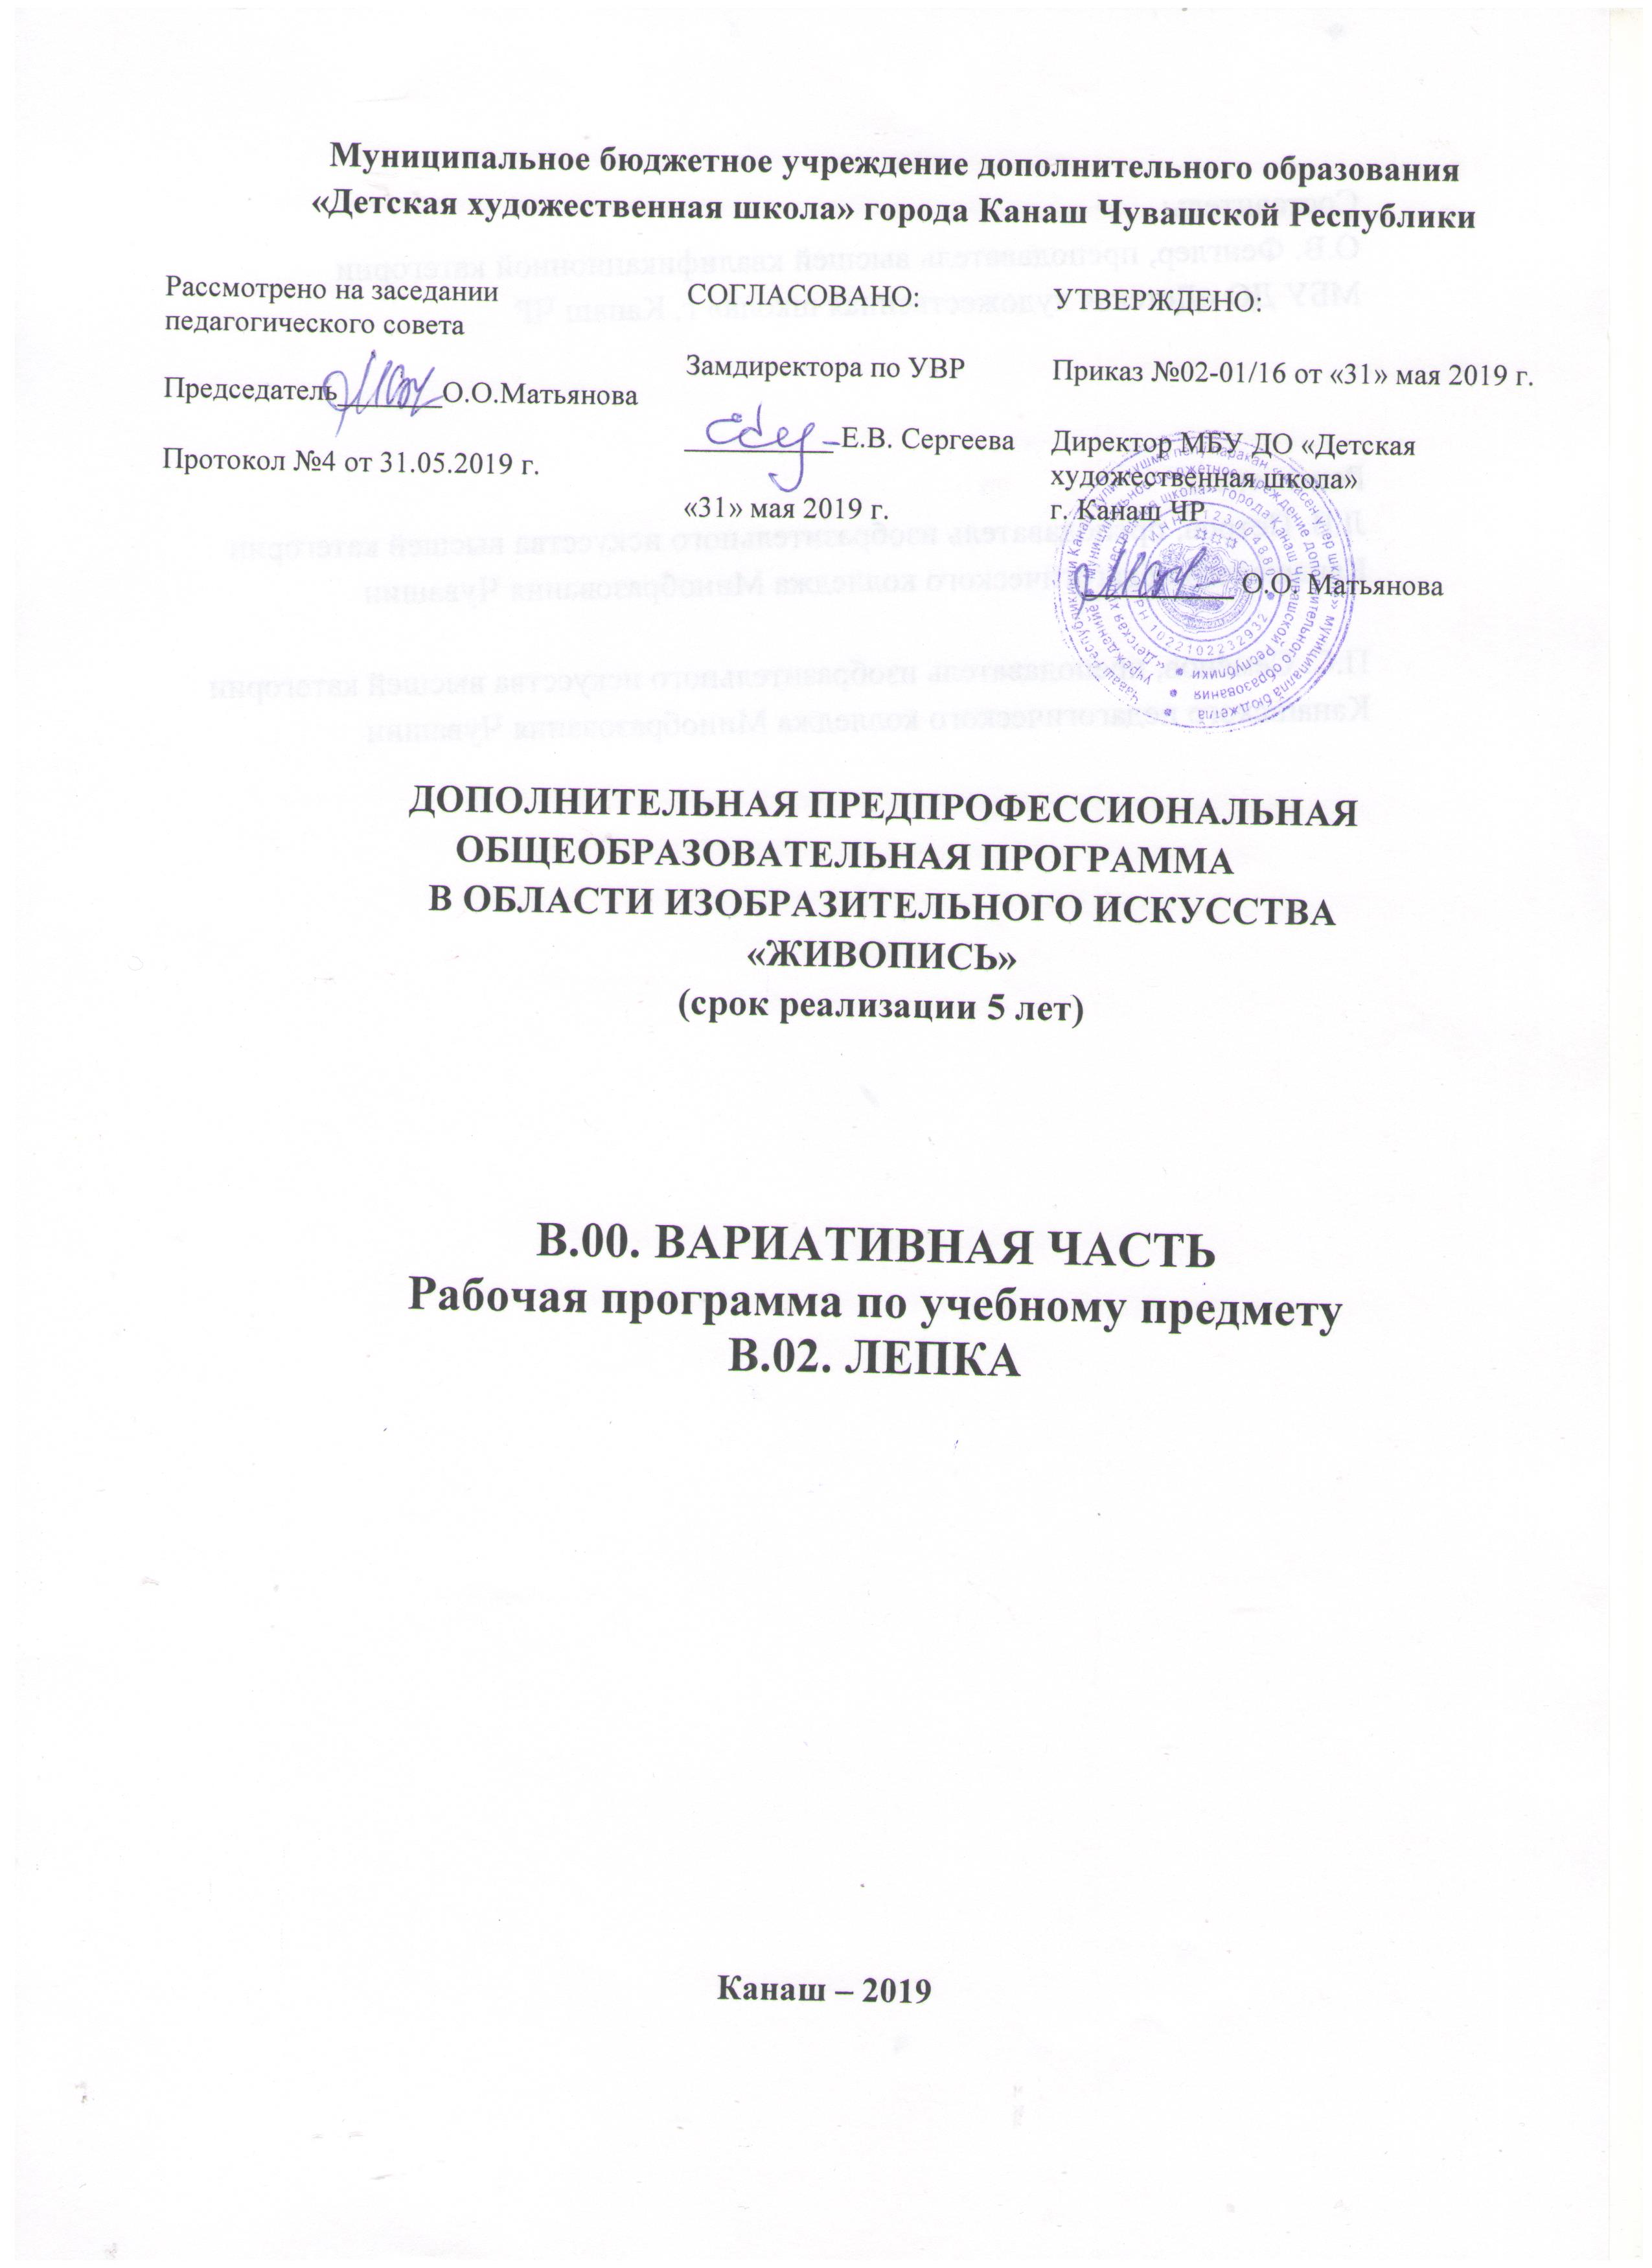 Муниципальное бюджетное учреждение дополнительного образования
«Детская художественная школа» города Канаш Чувашской Республики
Рассмотрено на заседании
педагогического совета
Председатель_______О.О.Матьянова
Протокол №4 от 31.05.2019 г.
СОГЛАСОВАНО:
Замдиректора по УВР
__________Е.В. Сергеева
«31» мая 2019 г.
УТВЕРЖДЕНО:
Приказ №02-01/16 от «31» мая 2019 г.
Директор МБУ ДО «Детская
художественная школа»
г. Канаш ЧР
__________О.О. Матьянова
ДОПОЛНИТЕЛЬНАЯ ПРЕДПРОФЕССИОНАЛЬНАЯ
ОБЩЕОБРАЗОВАТЕЛЬНАЯ ПРОГРАММА
В ОБЛАСТИ ИЗОБРАЗИТЕЛЬНОГО ИСКУССТВА
«ЖИВОПИСЬ»
(срок реализации 5 лет)
В.00. ВАРИАТИВНАЯ ЧАСТЬ
Рабочая программа по учебному предмету
В.02. ЛЕПКА
Канаш – 2019